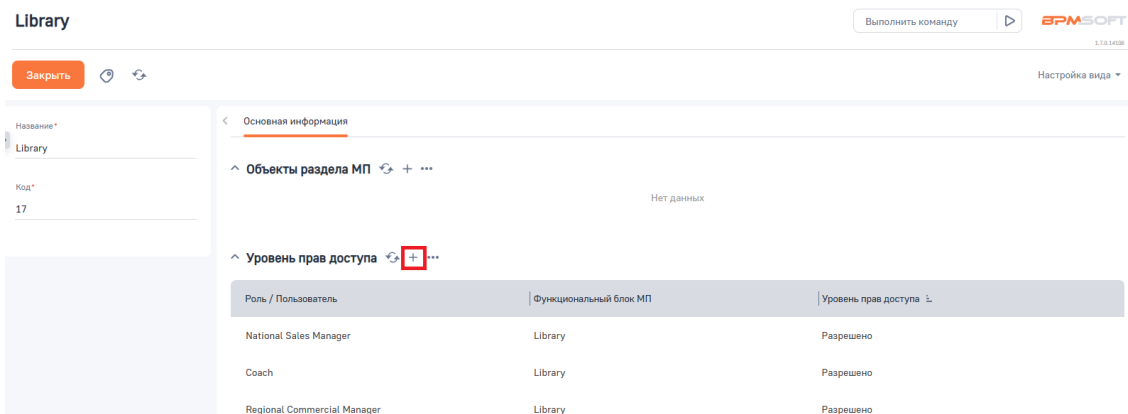 Library
Выполнить команду
BPMSOFT
1.7.0.14108
Закрыть
Настройка вида
Название*
Library
Код*
17
Основная информация
Объекты раздела МП
Нет данных
Уровень прав доступа
Роль / Пользователь Функциональный блок МП Уровень прав доступа
National Sales Manager Library Разрешено
Coach Library Разрешено
Regional Commercial Manager Library Разрешено